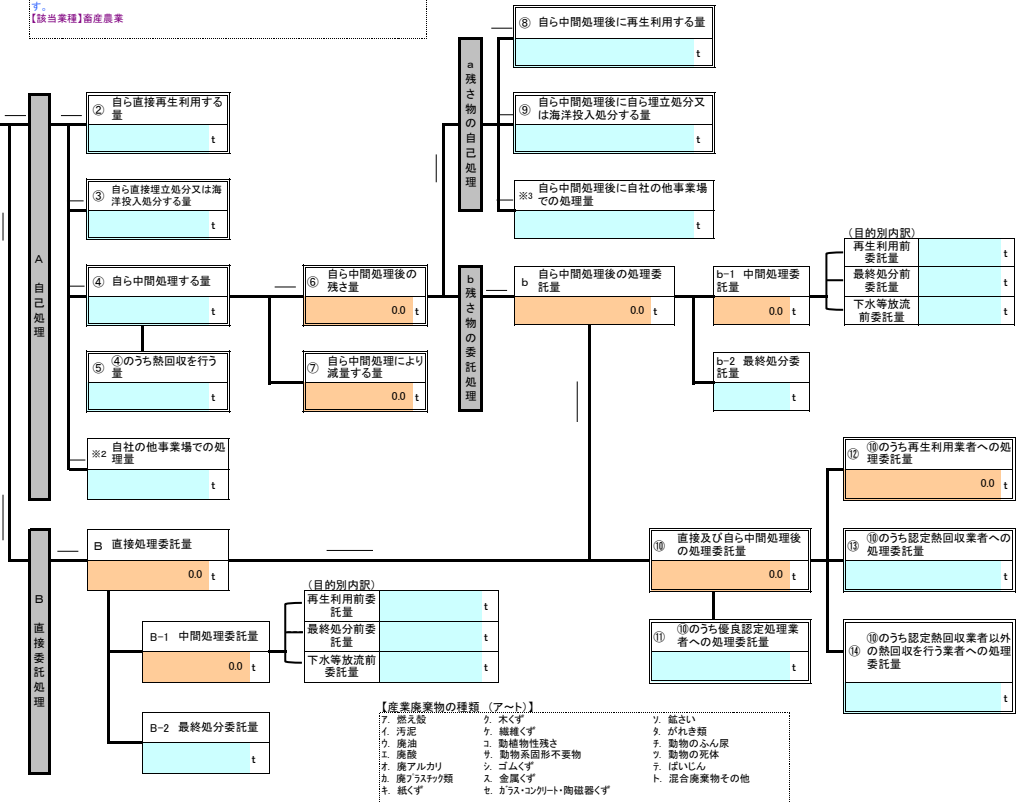 す。
【該当業種】畜産農業
⑧ 自ら中間処理後に再生利用する量
t
a 残さ物の自己処理
② 自ら直接再生利用する
量
t
⑨ 自ら中間処理後に自ら埋立処分又
は海洋投入処分する量
t
③ 自ら直接埋立処分又は海
洋投入処分する量
t
※3 自ら中間処理後に自社の他事業場
での処理量
t
A 自己処理
④ 自ら中間処理する量
t
⑥ 自ら中間処理後の
残さ量
0.0 t
b 残さ物の委託処理
b 自ら中間処理後の処理委
託量
0.0 t
b-1 中間処理委
託量
0.0 t
(目的別内訳)
再生利用前
委託量
t
最終処分前
委託量
t
下水等放流
前委託量
t
⑤ ④のうち熱回収を行う
量
t
⑦ 自ら中間処理により
減量する量
0.0 t
b-2 最終処分委
託量
t
※2 自社の他事業場での処
理量
t
⑫ ⑩のうち再生利用業者への処
理委託量
0.0 t
B 直接委託処理
B 直接処理委託量
0.0 t
⑩ 直接及び自ら中間処理後
の処理委託量
0.0 t
⑬ ⑩のうち認定熱回収業者への
処理委託量
t
B-1 中間処理委託量
0.0 t
(目的別内訳)
再生利用前委
託量
t
最終処分前委
託量
t
下水等放流前
委託量
t
⑪ ⑩のうち優良認定処理業
者への処理委託量
t
⑭ ⑩のうち認定熱回収業者以外
の熱回収を行う業者への処理
委託量
t
B-2 最終処分委託量
t
【産業廃棄物の種類 (ア～ト)】
ア. 燃え殻 ク. 木くず ソ. 鉱さい
イ. 汚泥 ケ. 繊維くず タ. がれき類
ウ. 廃油 コ. 動植物性残さ チ. 動物のふん尿
エ. 廃酸 サ. 動物系固形不要物 ツ. 動物の死体
オ. 廃アルカリ シ. ゴムくず テ. ばいじん
カ. 廃プラスチック類 ス. 金属くず ト. 混合廃棄物その他
キ. 紙くず セ. ガラス・コンクリート・陶磁器くず